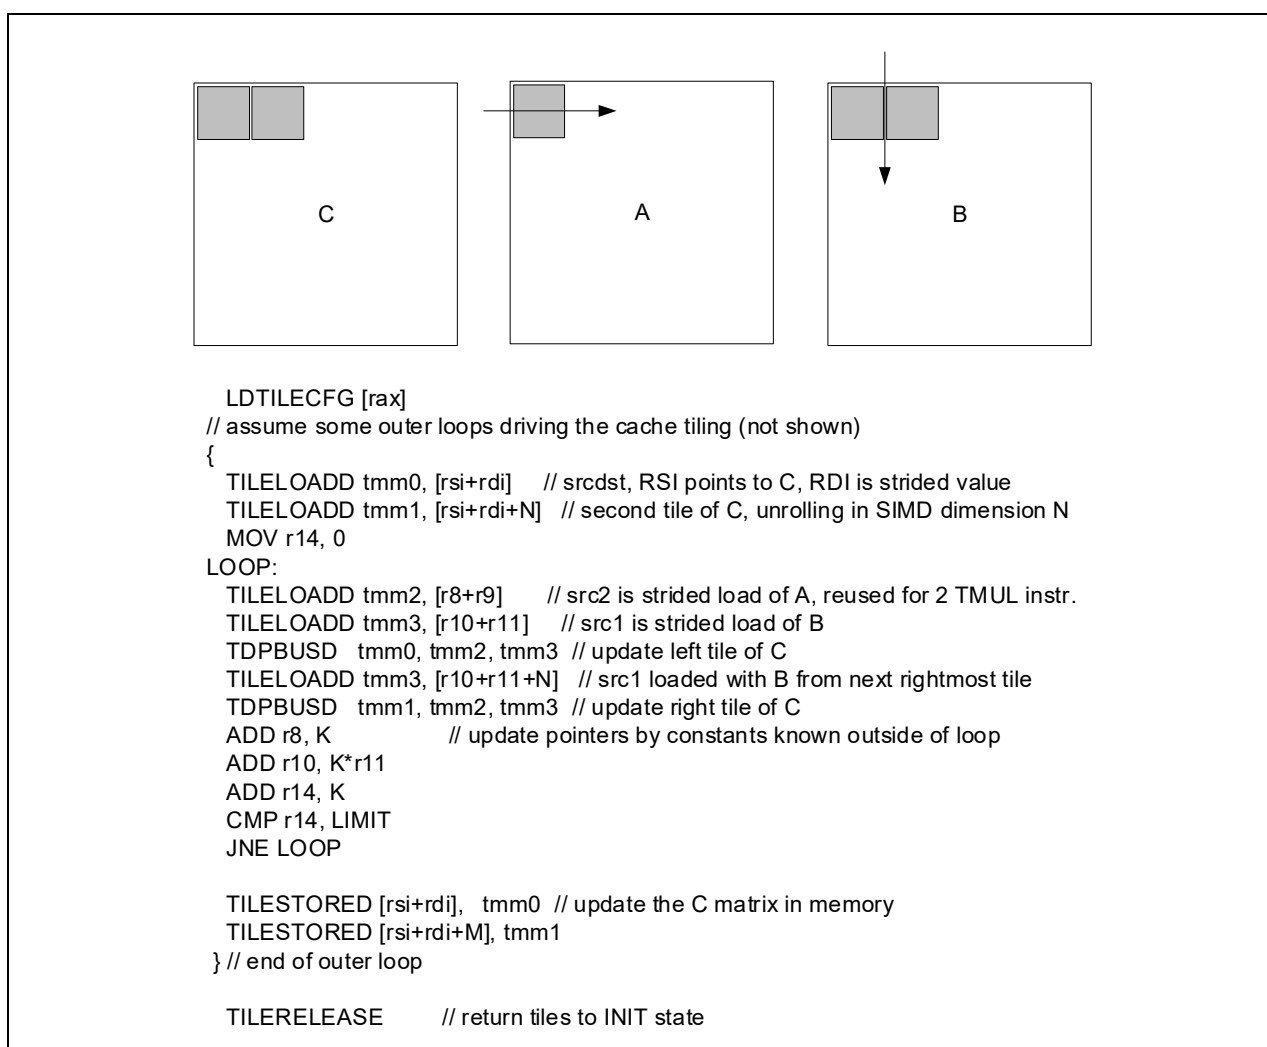 C A B
LDTILECFG [rax]
// assume some outer loops driving the cache tiling (not shown)
{
TILELOADD tmm0, [rsi+rdi] // srcdst, RSI points to C, RDI is strided value
TILELOADD tmm1, [rsi+rdi+N] // second tile of C, unrolling in SIMD dimension N
MOV r14, 0
LOOP:
TILELOADD tmm2, [r8+r9] // src2 is strided load of A, reused for 2 TMUL instr.
TILELOADD tmm3, [r10+r11] // src1 is strided load of B
TDPBUSD tmm0, tmm2, tmm3 // update left tile of C
TILELOADD tmm3, [r10+r11+N] // src1 loaded with B from next rightmost tile
TDPBUSD tmm1, tmm2, tmm3 // update right tile of C
ADD r8, K // update pointers by constants known outside of loop
ADD r10, K*r11
ADD r14, K
CMP r14, LIMIT
JNE LOOP
TILESTORED [rsi+rdi], tmm0 // update the C matrix in memory
TILESTORED [rsi+rdi+M], tmm1
} // end of outer loop
TILERELEASE // return tiles to INIT state